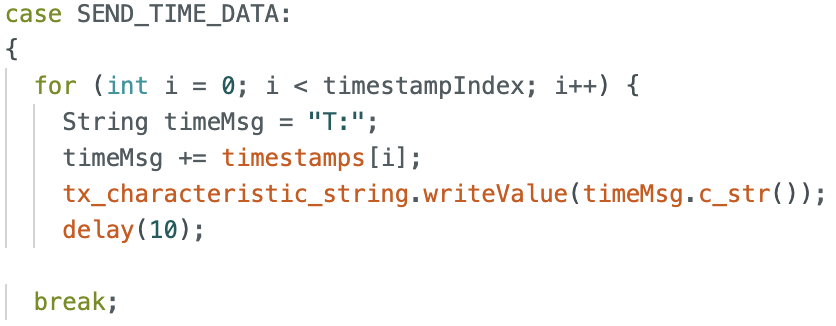 case SEND_TIME_DATA:
{
  for (int i = 0; i < timestampIndex; i++) {
    String timeMsg = "T:";
    timeMsg += timestamps[i];
    tx_characteristic_string.writeValue(timeMsg.c_str());
    delay(10);
  break;